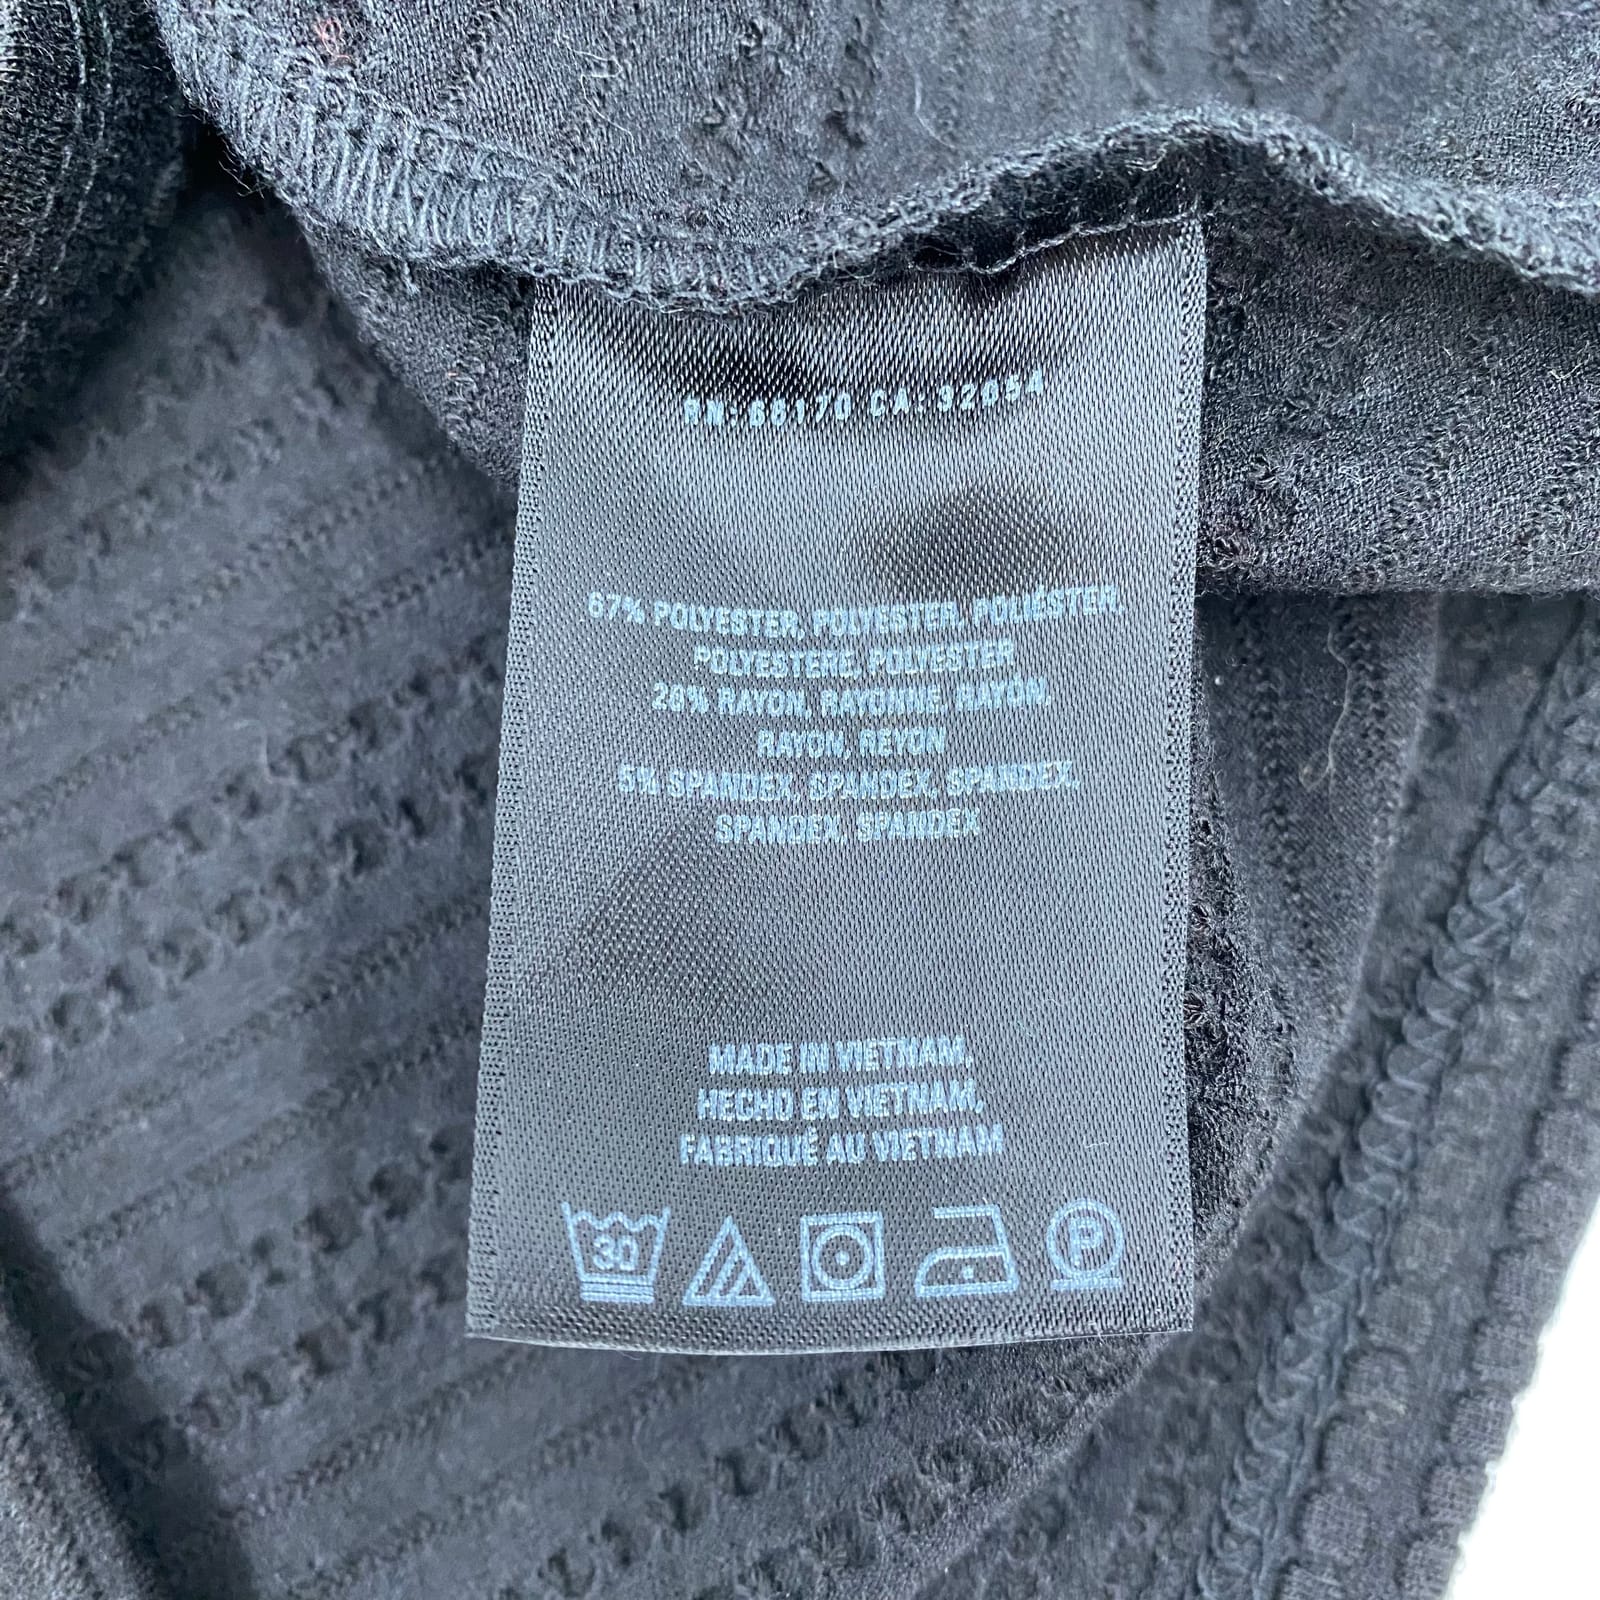 RN: 66170 CA: 32054
67% POLYESTER, POLYESTER, POLIÉSTER,
POLYESTERE, POLYESTER
28% RAYON, RAYONNE, RAYÓN,
RAYON, REYON
5% SPANDEX, SPANDEX, SPANDEX,
SPANDEX, SPANDEX
MADE IN VIETNAM,
HECHO EN VIETNAM,
FABRIQUÉ AU VIETNAM
30 P